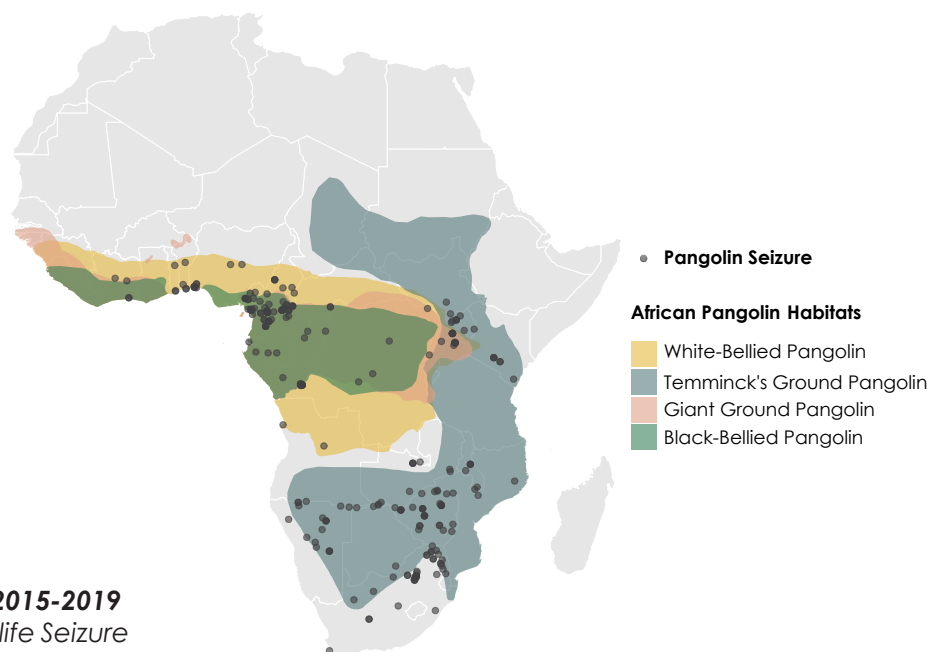 Pangolin Seizure
African Pangolin Habitats
White-Bellied Pangolin
Temminck's Ground Pangolin
Giant Ground Pangolin
Black-Bellied Pangolin
2015-2019
life Seizure